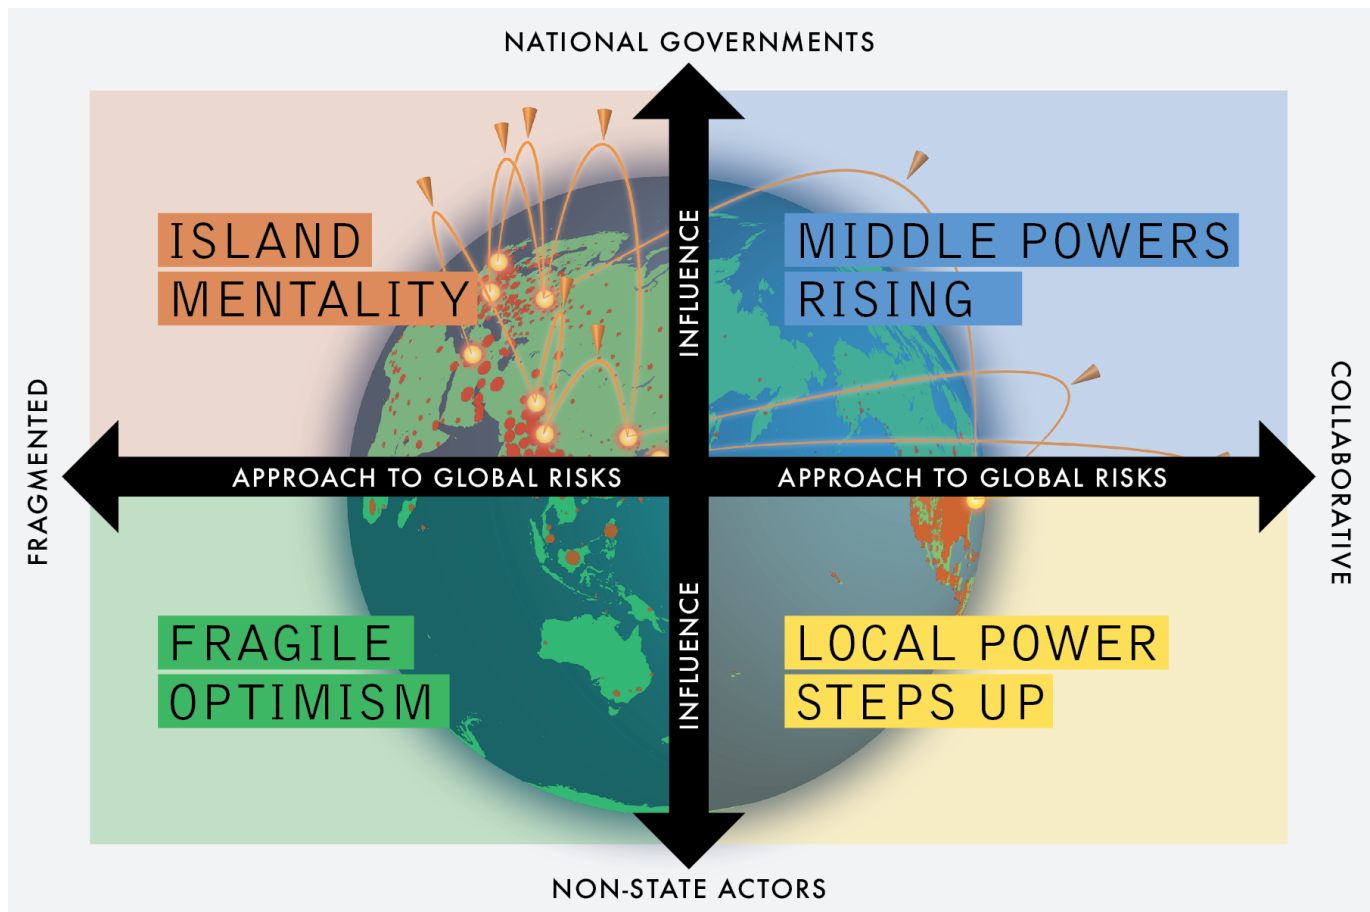 NATIONAL GOVERNMENTS
ISLAND
MENTALITY
INFLUENCE
MIDDLE POWERS
RISING
FRAGMENTED
APPROACH TO GLOBAL RISKS
APPROACH TO GLOBAL RISKS
COLLABORATIVE
FRAGILE
OPTIMISM
INFLUENCE
LOCAL POWER
STEPS UP
NON-STATE ACTORS